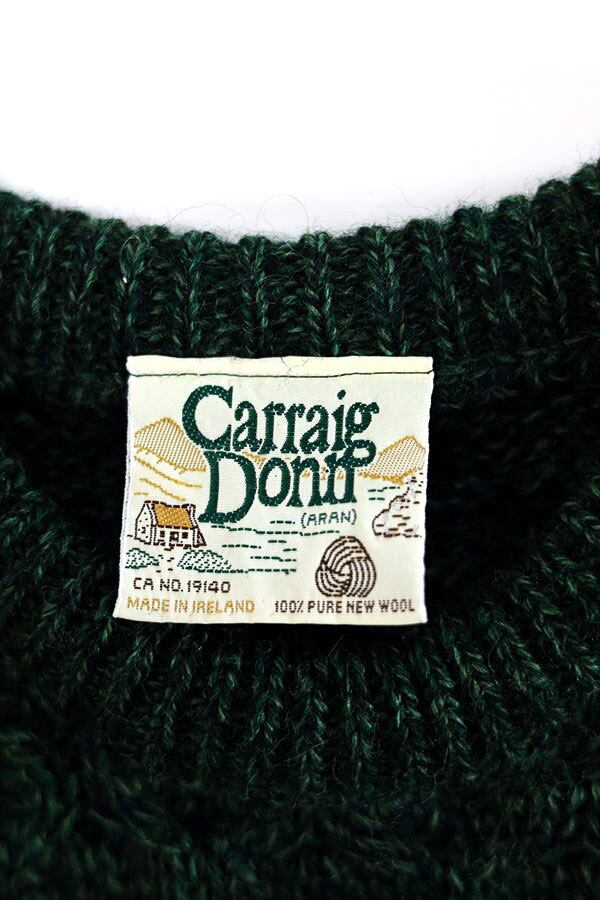 Carraig
Donn
(ARAN)
CA NO. 19140
MADE IN IRELAND 100% PURE NEW WOOL